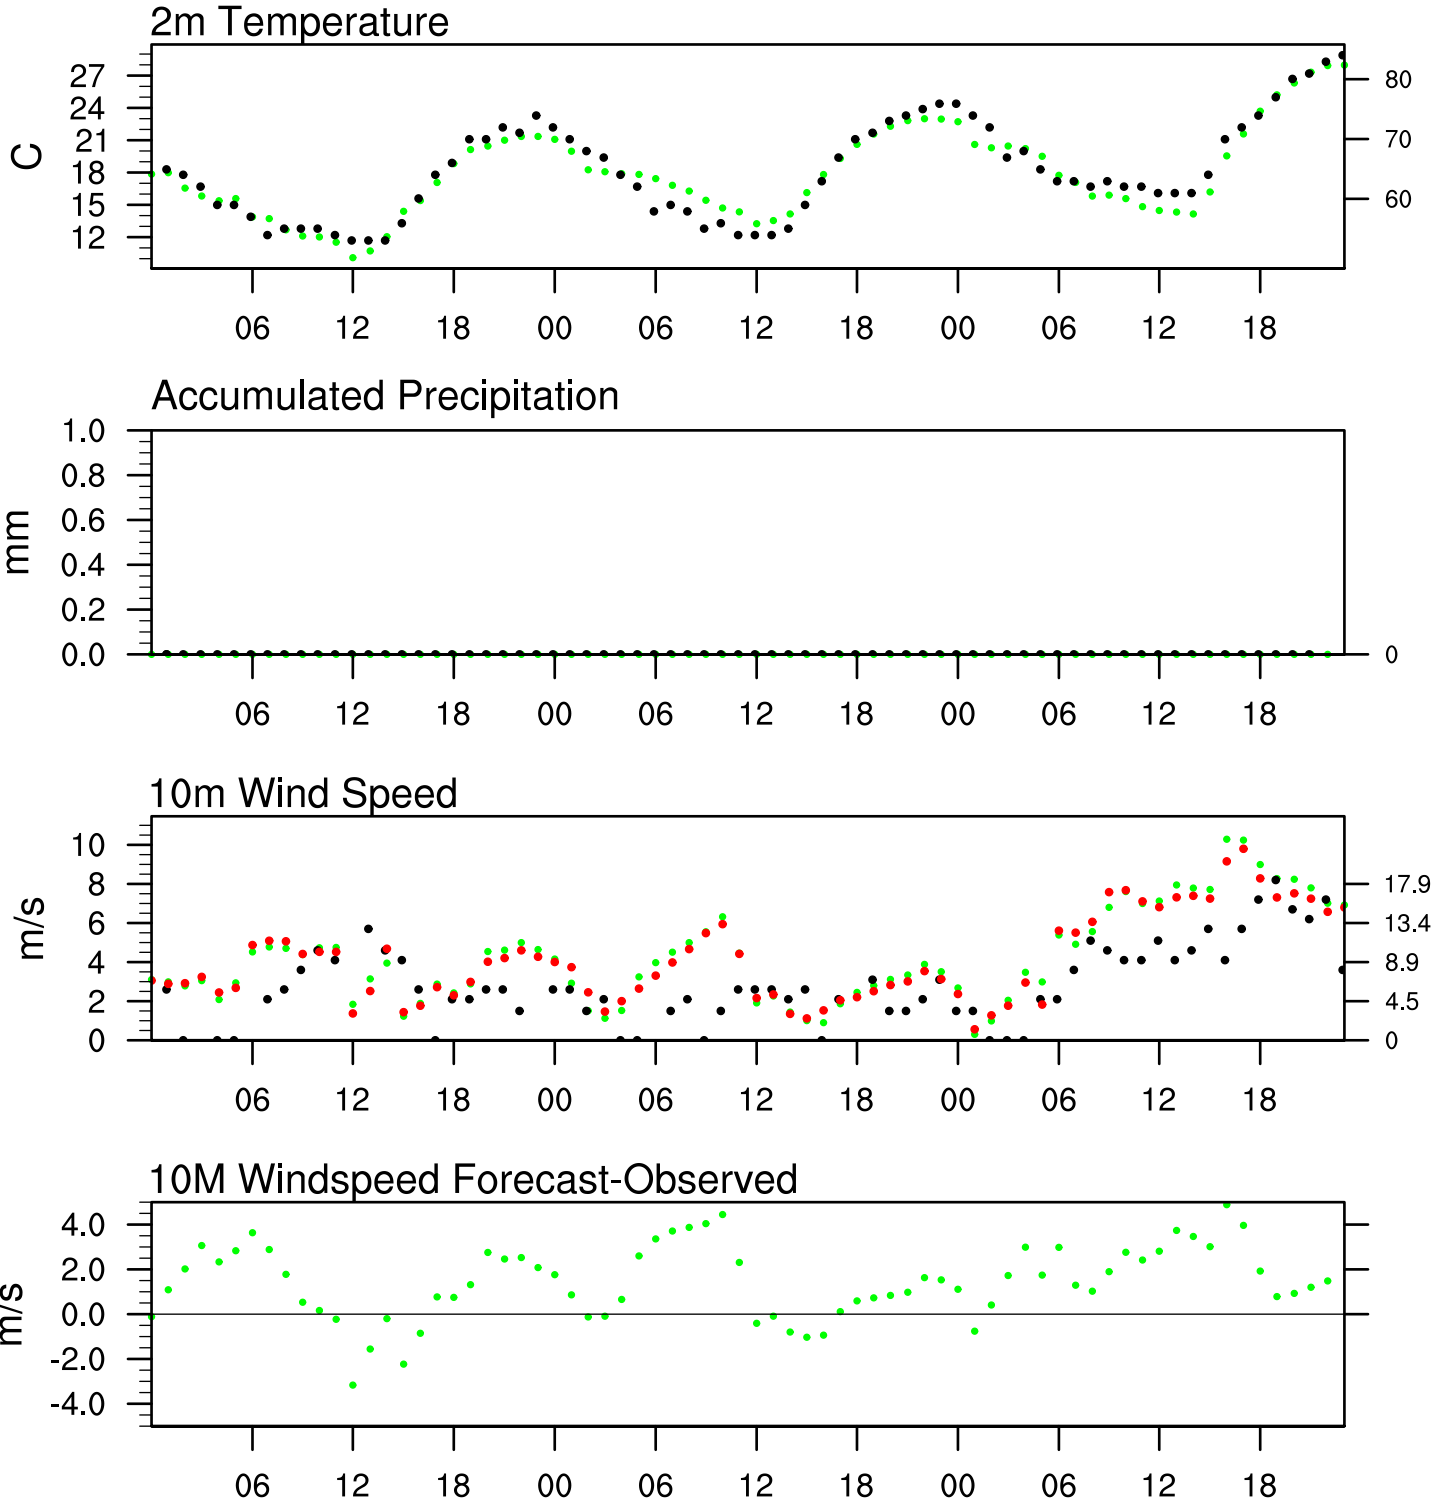 2m Temperature
27
24
21
18
15
12
C
80
70
60
06 12 18 00 06 12 18 00 06 12 18
Accumulated Precipitation
1.0
0.8
0.6
0.4
0.2
0.0
mm
0
06 12 18 00 06 12 18 00 06 12 18
10m Wind Speed
10
8
6
4
2
0
m/s
17.9
13.4
8.9
4.5
0
06 12 18 00 06 12 18 00 06 12 18
10M Windspeed Forecast-Observed
4.0
2.0
0.0
-2.0
-4.0
m/s
06 12 18 00 06 12 18 00 06 12 18